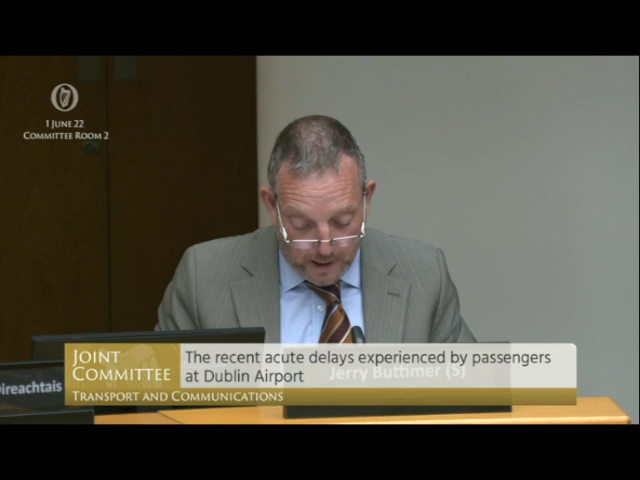 1 JUNE 22
COMMITTEE ROOM 2
JOINT
COMMITTEE
The recent acute delays experienced by passengers
at Dublin Airport
Jerry Buttimer (S)
TRANSPORT AND COMMUNICATIONS
Oireachtais